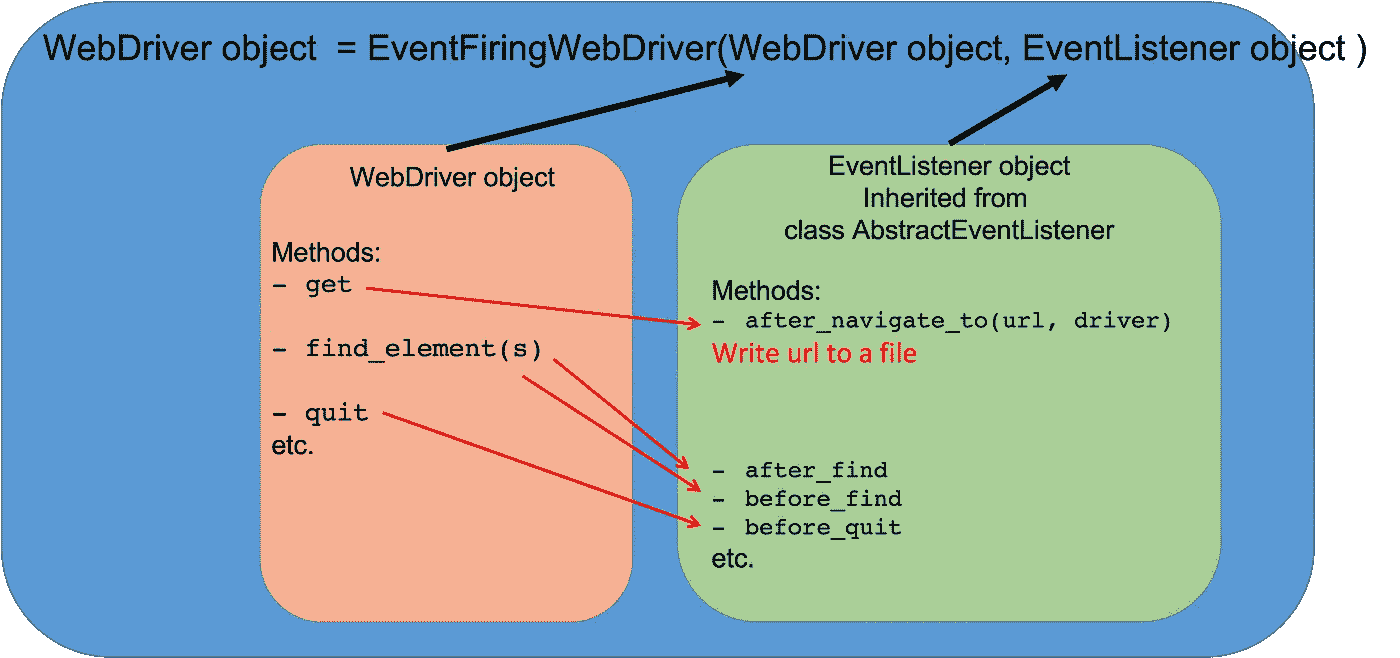 WebDriver object = EventFiringWebDriver(WebDriver object, EventListener object )
WebDriver object
Methods:
- get
- find_element(s)
- quit
etc.
EventListener object
Inherited from
class AbstractEventListener
Methods:
- after_navigate_to(url, driver)
Write url to a file
- after_find
- before_find
- before_quit
etc.